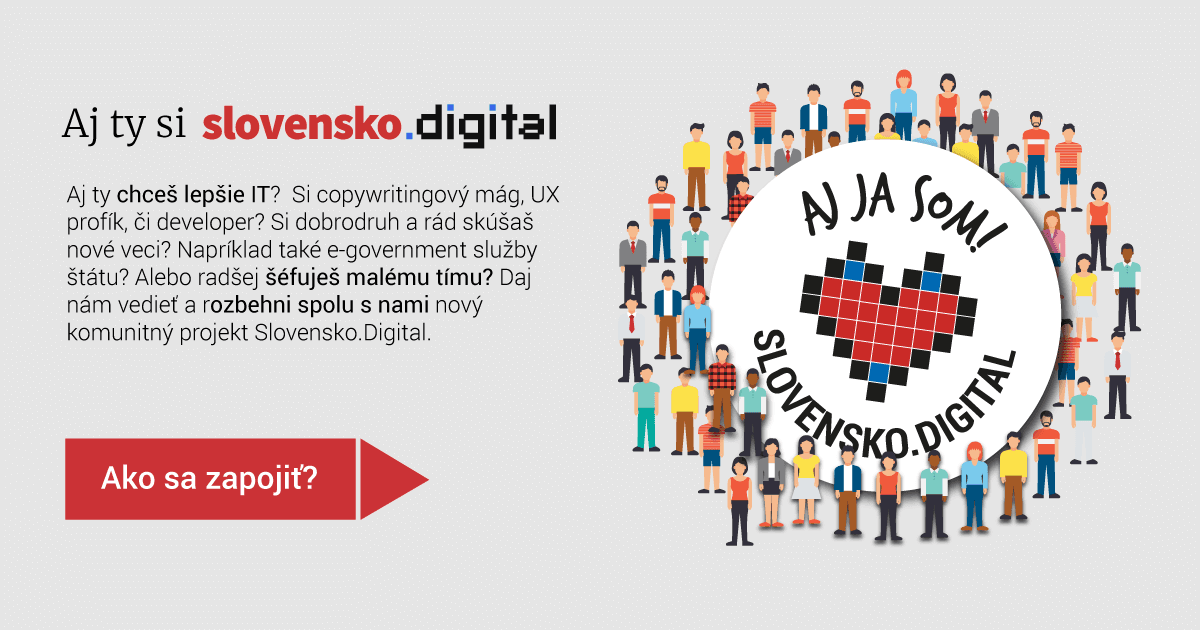 Aj ty si slovensko.digital
Aj ty chceš lepšie IT? Si copywritingový mág, UX
profík, či developer? Si dobrodruh a rád skúšaš
nové veci? Napríklad také e-government služby
štátu? Alebo radšej šéfuješ malému tímu? Daj
nám vedieť a rozbehni spolu s nami nový
komunitný projekt Slovensko.Digital.
Ako sa zapojiť?
AJ JA SOM!
SLOVENSKO.DIGITAL